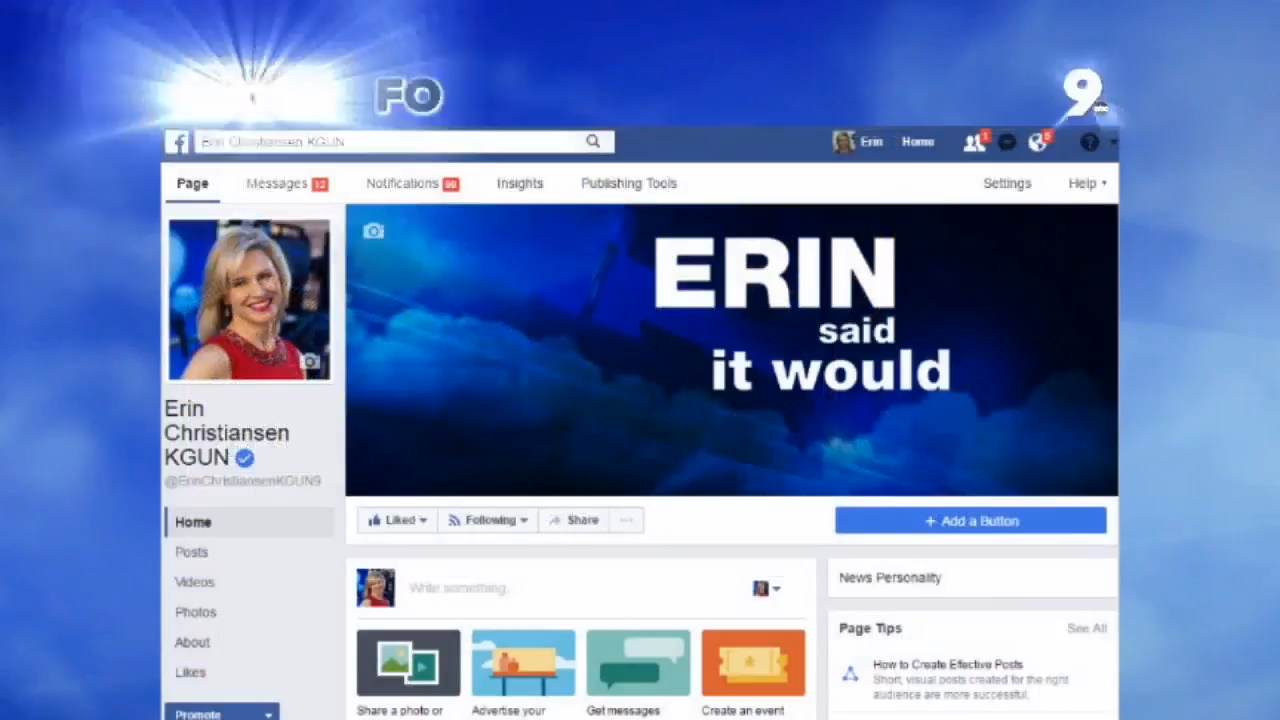 FO
9
abc
Erin Christiansen KGUN
Erin Home 1 5
Page Messages 12 Notifications Insights Publishing Tools Settings Help
ERIN
said
it would
Erin
Christiansen
KGUN
@ErinChristiansenKGUN9
Liked Following Share ...
+ Add a Button
Home
Posts
Videos
Photos
About
Likes
Promote
Write something.
News Personality
Page Tips See All
How to Create Effective Posts
Short, visual posts created for the right
audience are more successful.
Share a photo or Advertise your Get messages Create an event